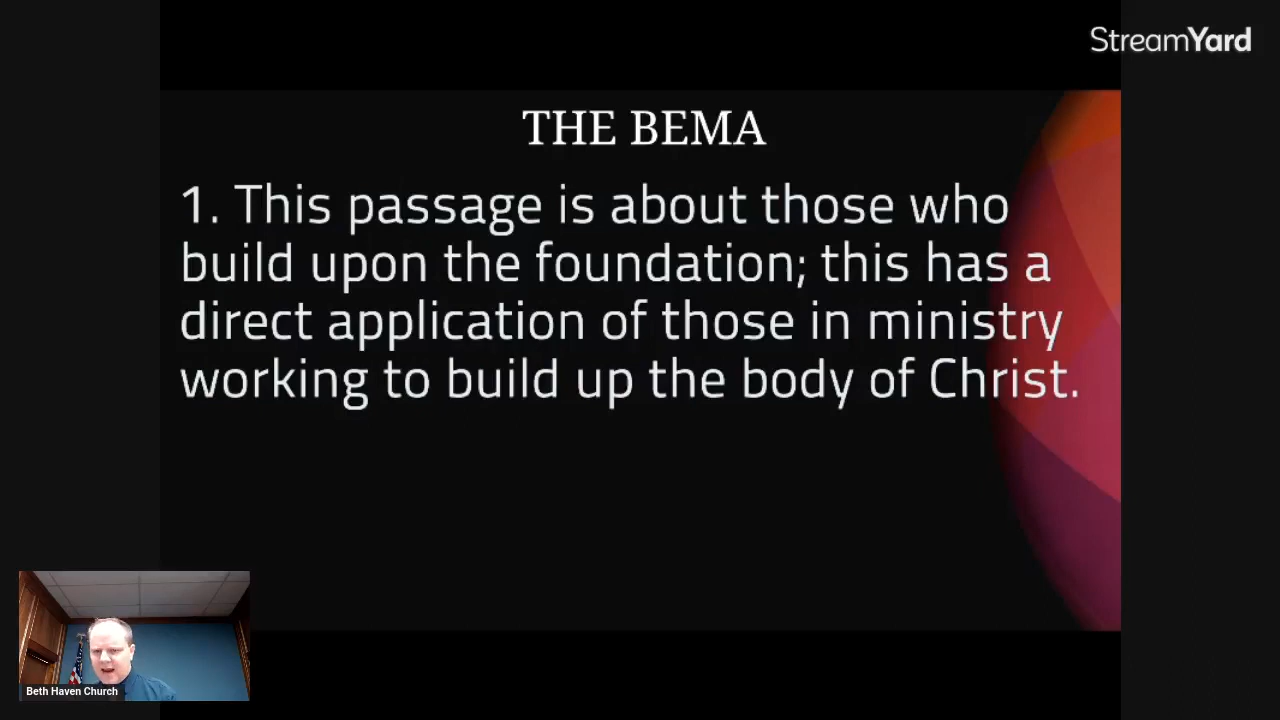 StreamYard
THE BEMA
1. This passage is about those who
build upon the foundation; this has a
direct application of those in ministry
working to build up the body of Christ.
Beth Haven Church